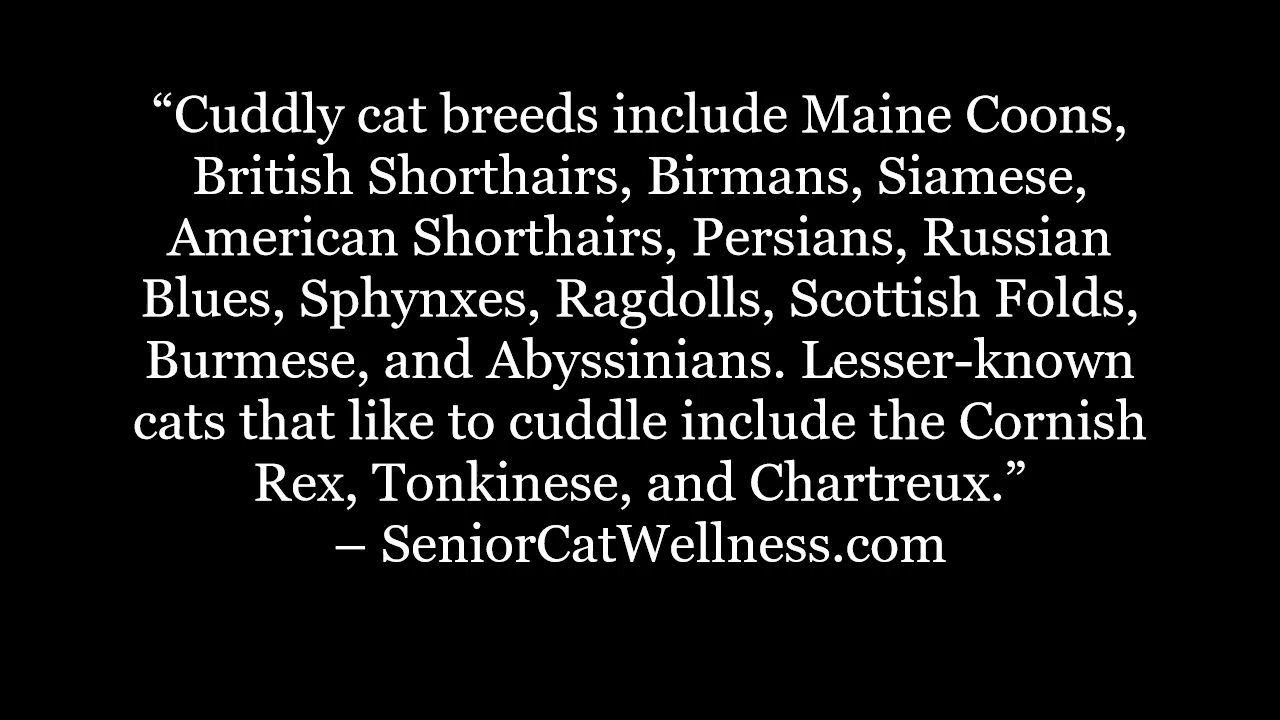 “Cuddly cat breeds include Maine Coons,
British Shorthairs, Birmans, Siamese,
American Shorthairs, Persians, Russian
Blues, Sphynxes, Ragdolls, Scottish Folds,
Burmese, and Abyssinians. Lesser-known
cats that like to cuddle include the Cornish
Rex, Tonkinese, and Chartreux.”
– SeniorCatWellness.com